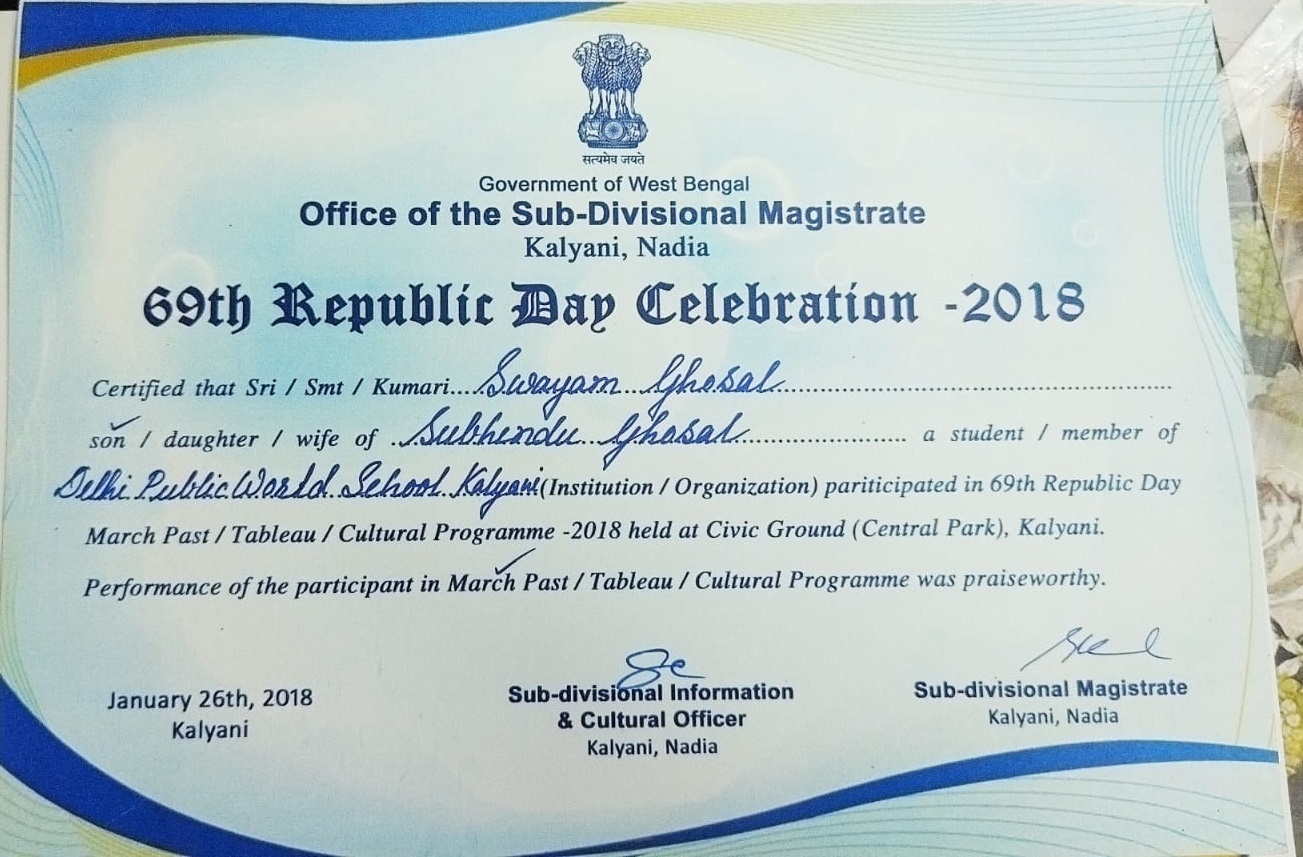 सत्यमेव जयते
Government of West Bengal
Office of the Sub-Divisional Magistrate
Kalyani, Nadia
69th Republic Day Celebration -2018
Certified that Sri / Smt / Kumari....Swayam Ghosal....
son / daughter / wife of ..Subhendu Ghosal.... a student / member of
Delhi Public World School Kalyani (Institution / Organization) pariticipated in 69th Republic Day
March Past / Tableau / Cultural Programme -2018 held at Civic Ground (Central Park), Kalyani.
Performance of the participant in March Past / Tableau / Cultural Programme was praiseworthy.
January 26th, 2018
Kalyani
Sub-divisional Information
& Cultural Officer
Kalyani, Nadia
Sub-divisional Magistrate
Kalyani, Nadia